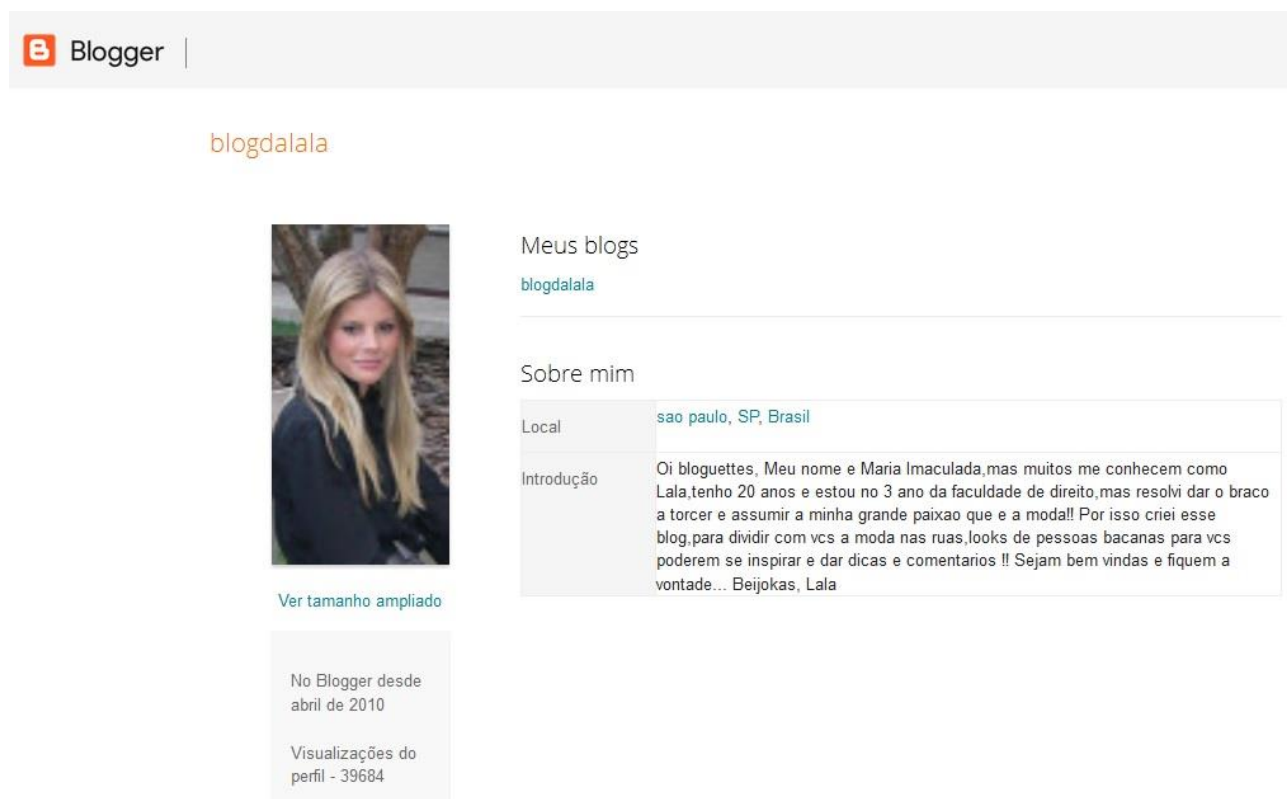 Blogger
blogdalala
Meus blogs
blogdalala
Sobre mim
Local
sao paulo, SP, Brasil
Introdução
Oi bloguettes, Meu nome e Maria Imaculada,mas muitos me conhecem como
Lala,tenho 20 anos e estou no 3 ano da faculdade de direito,mas resolvi dar o braco
a torcer e assumir a minha grande paixao que e a moda!! Por isso criei esse
blog,para dividir com vcs a moda nas ruas,looks de pessoas bacanas para vcs
poderem se inspirar e dar dicas e comentarios !! Sejam bem vindas e fiquem a
vontade... Beijokas, Lala
Ver tamanho ampliado
No Blogger desde
abril de 2010
Visualizações do
perfil - 39684